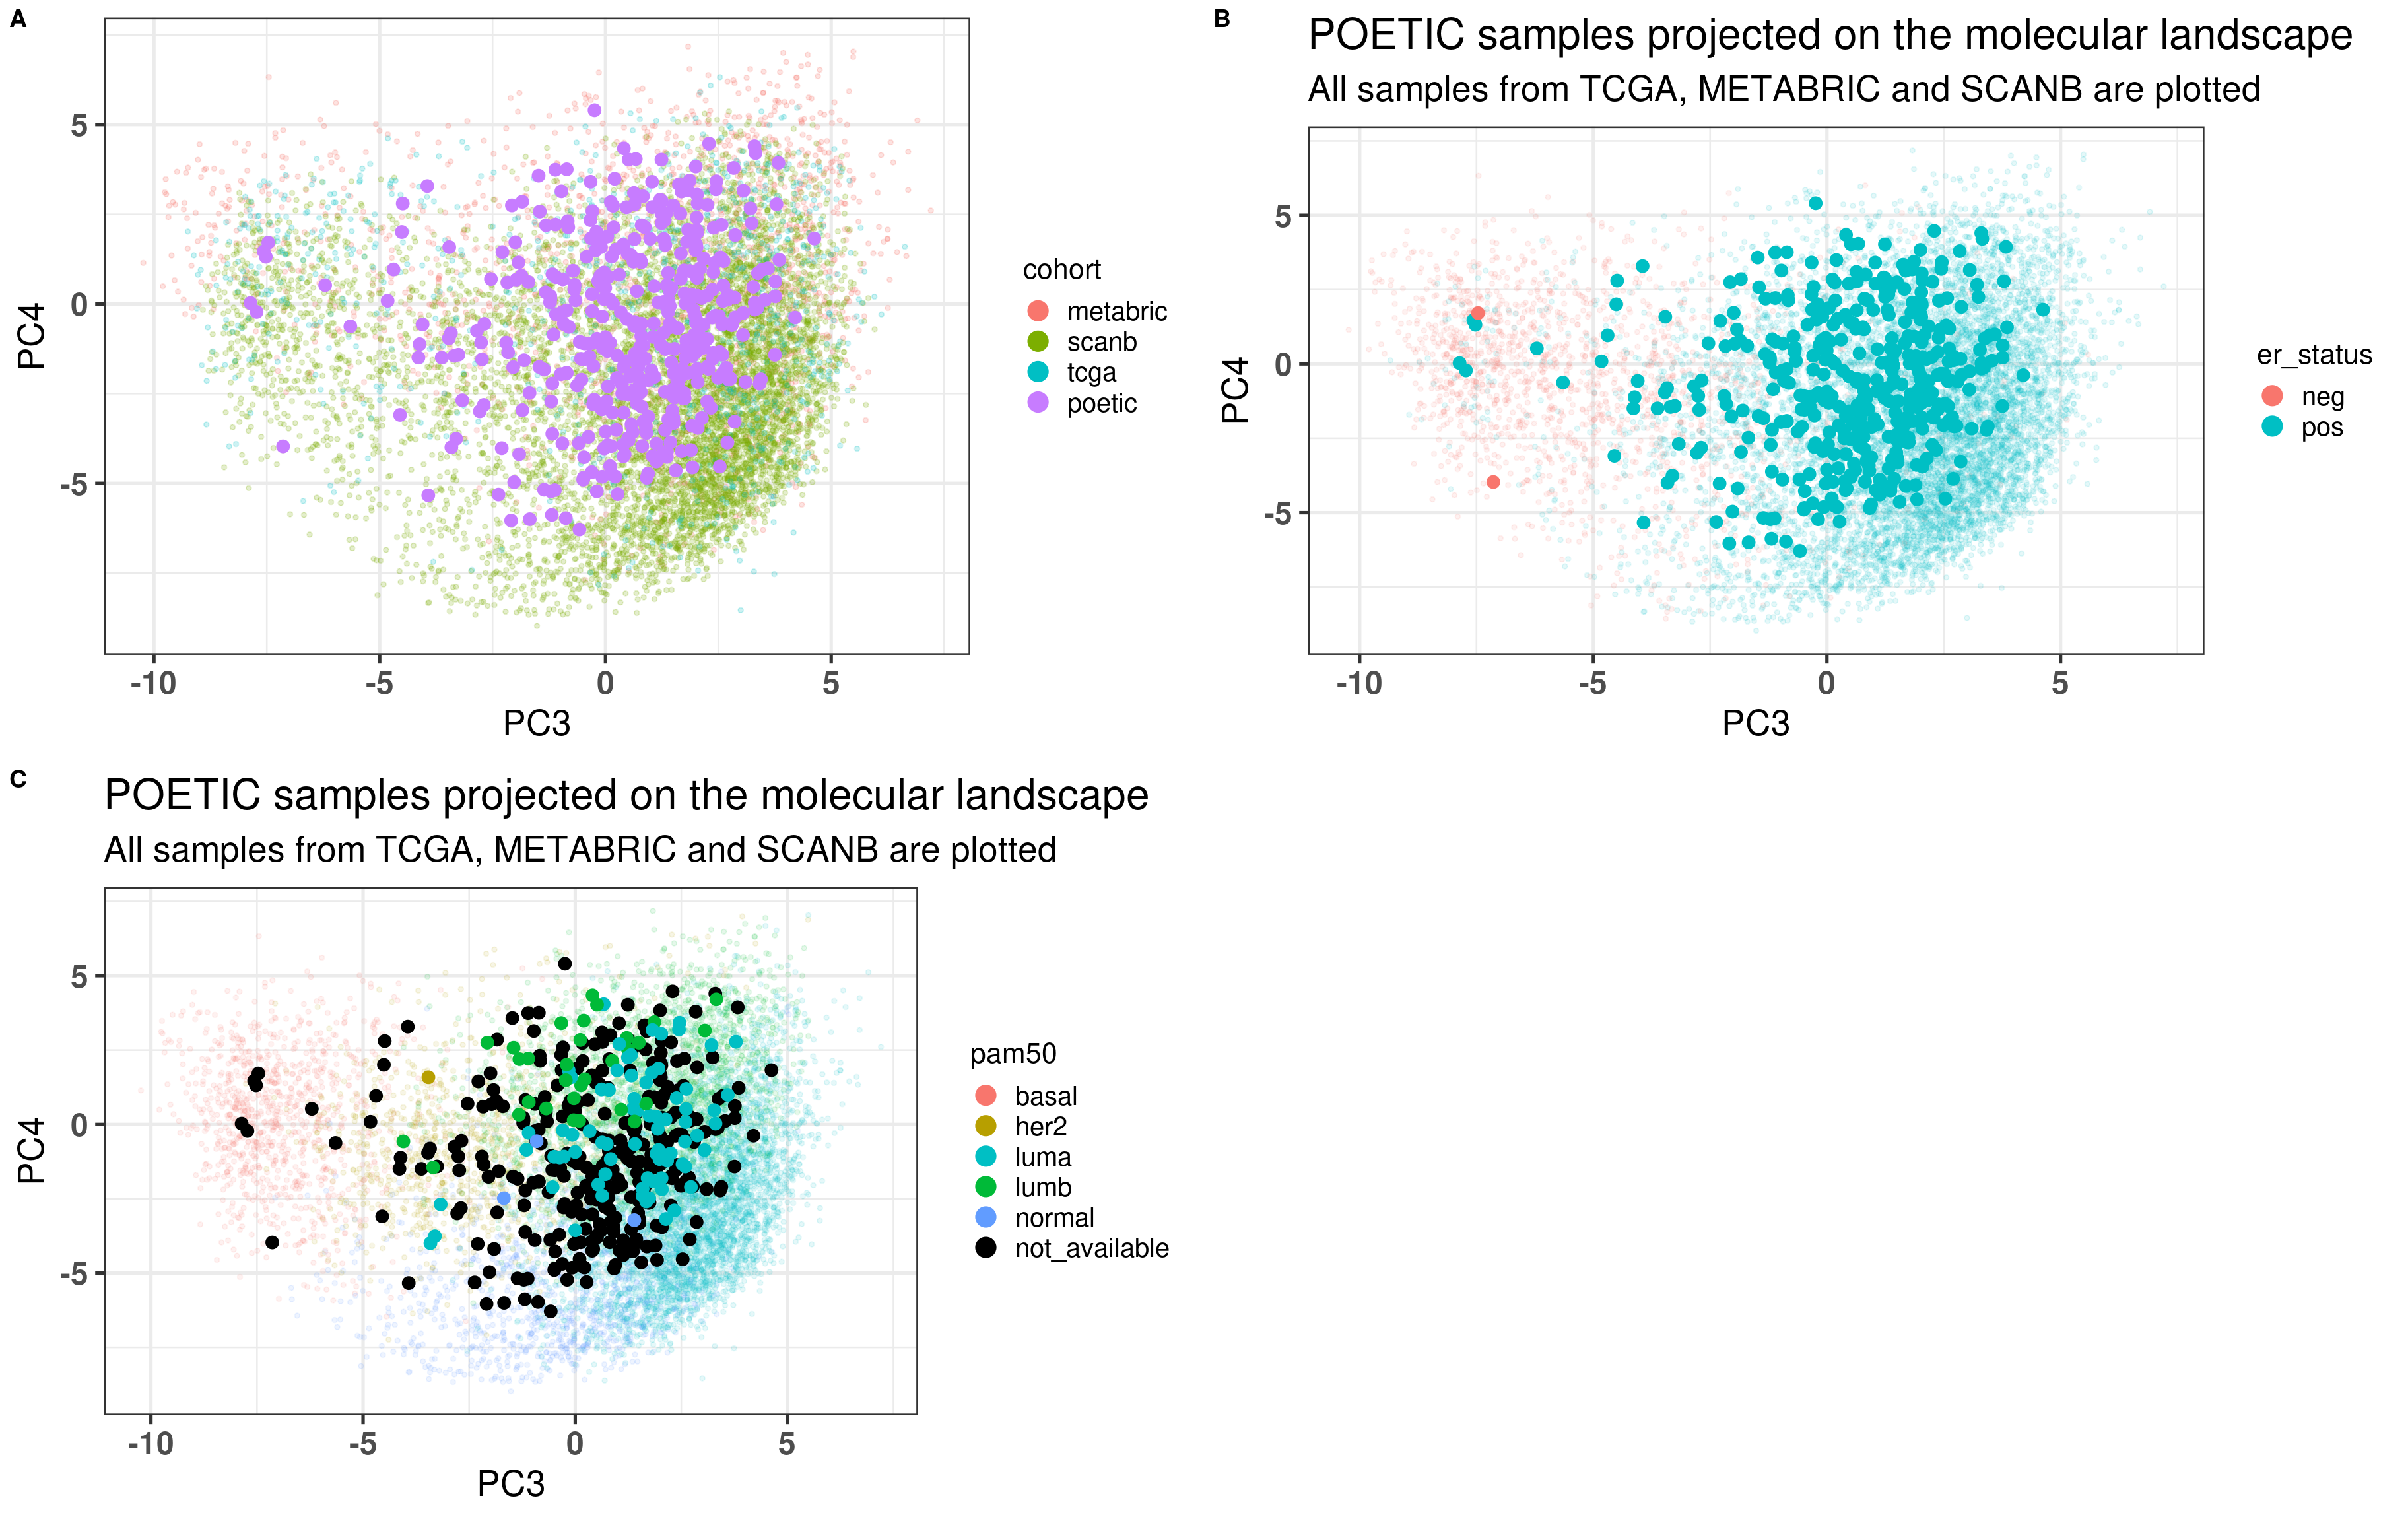 A
5
0
-5
PC4
-10 -5 0 5
PC3
cohort
metabric
scanb
tcga
poetic
B
POETIC samples projected on the molecular landscape
All samples from TCGA, METABRIC and SCANB are plotted
5
0
-5
PC4
-10 -5 0 5
PC3
er_status
neg
pos
C
POETIC samples projected on the molecular landscape
All samples from TCGA, METABRIC and SCANB are plotted
5
0
-5
PC4
-10 -5 0 5
PC3
pam50
basal
her2
luma
lumb
normal
not_available